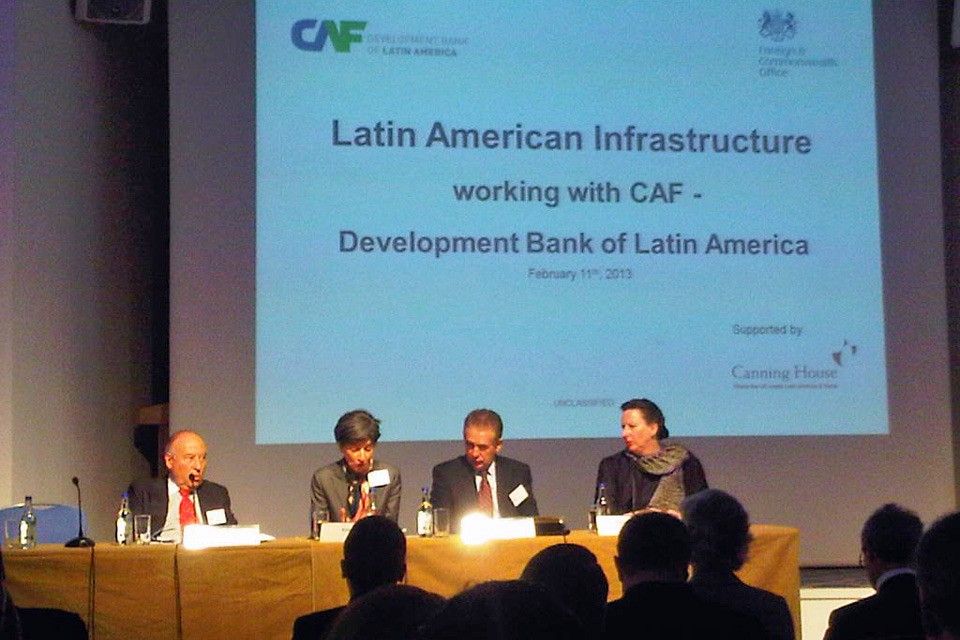 CAF DEVELOPMENT BANK
OF LATIN AMERICA
Foreign &
Commonwealth
Office
Latin American Infrastructure
working with CAF -
Development Bank of Latin America
February 11th, 2013
Supported by
Canning House
UNCLASSIFIED